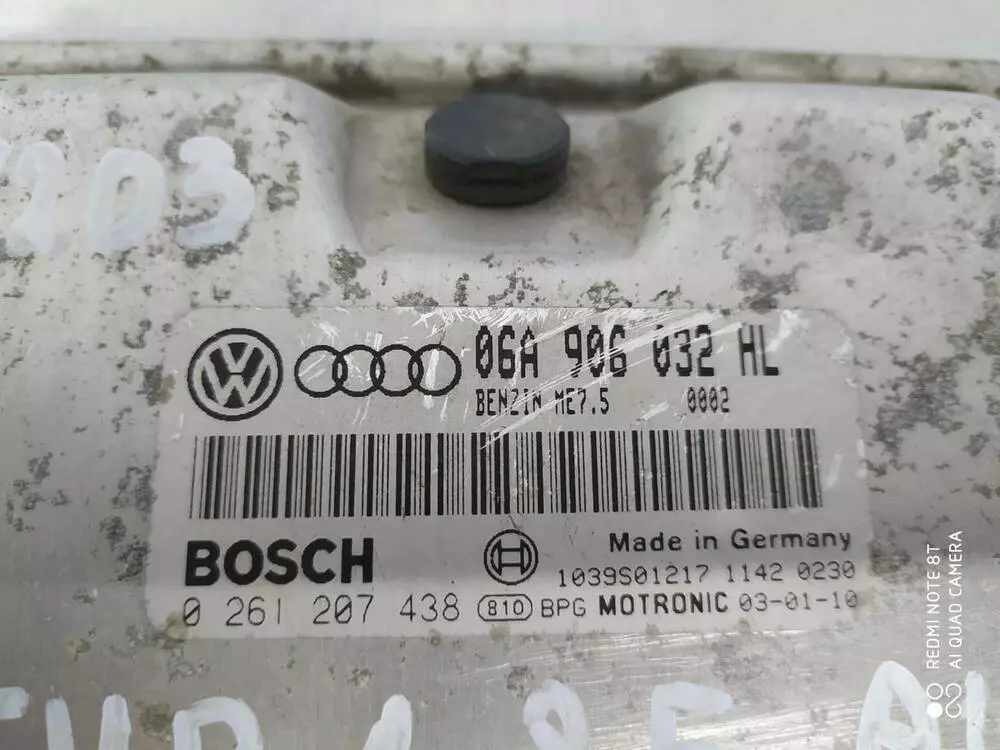 203
06A 906 032 HL
BENZIN ME7.5 0002
BOSCH
Made in Germany
1039S01217 1142 0230
0 261 207 438 810 BPG MOTRONIC 03-01-10
REDMI NOTE 8T
AI QUAD CAMERA